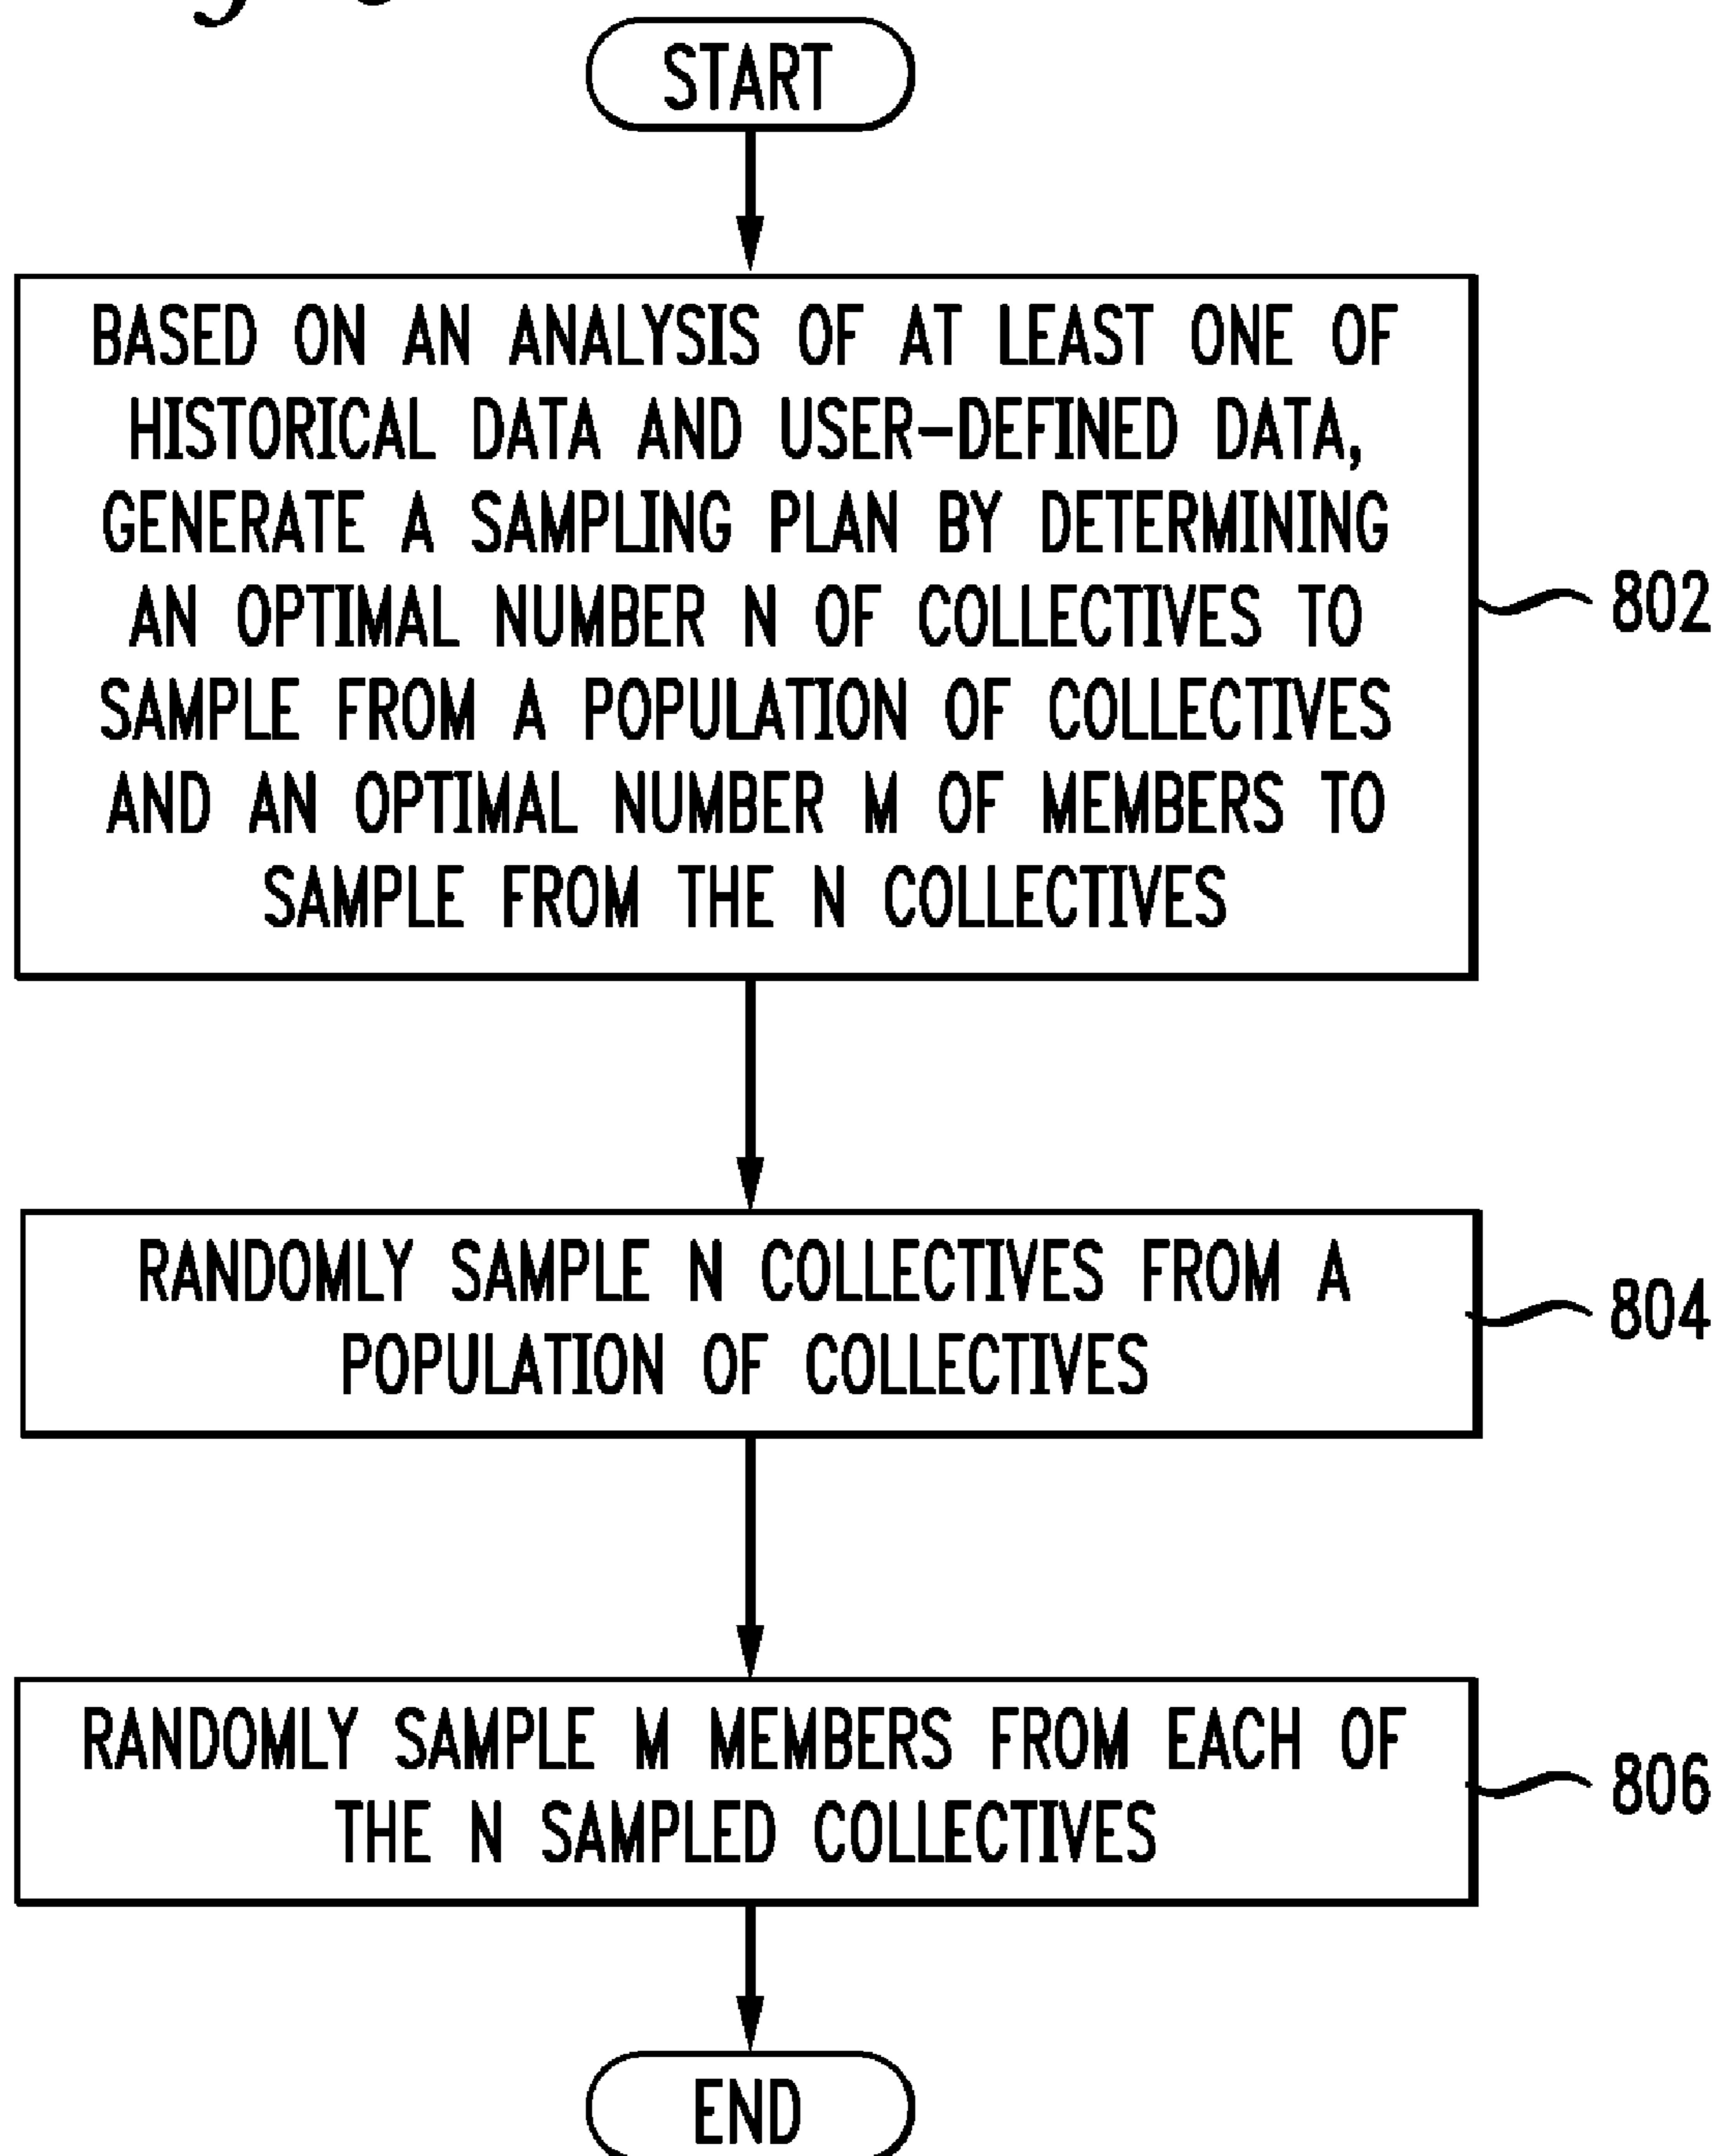 START
BASED ON AN ANALYSIS OF AT LEAST ONE OF
HISTORICAL DATA AND USER-DEFINED DATA,
GENERATE A SAMPLING PLAN BY DETERMINING
AN OPTIMAL NUMBER N OF COLLECTIVES TO
SAMPLE FROM A POPULATION OF COLLECTIVES
AND AN OPTIMAL NUMBER M OF MEMBERS TO
SAMPLE FROM THE N COLLECTIVES
802
RANDOMLY SAMPLE N COLLECTIVES FROM A
POPULATION OF COLLECTIVES
804
RANDOMLY SAMPLE M MEMBERS FROM EACH OF
THE N SAMPLED COLLECTIVES
806
END